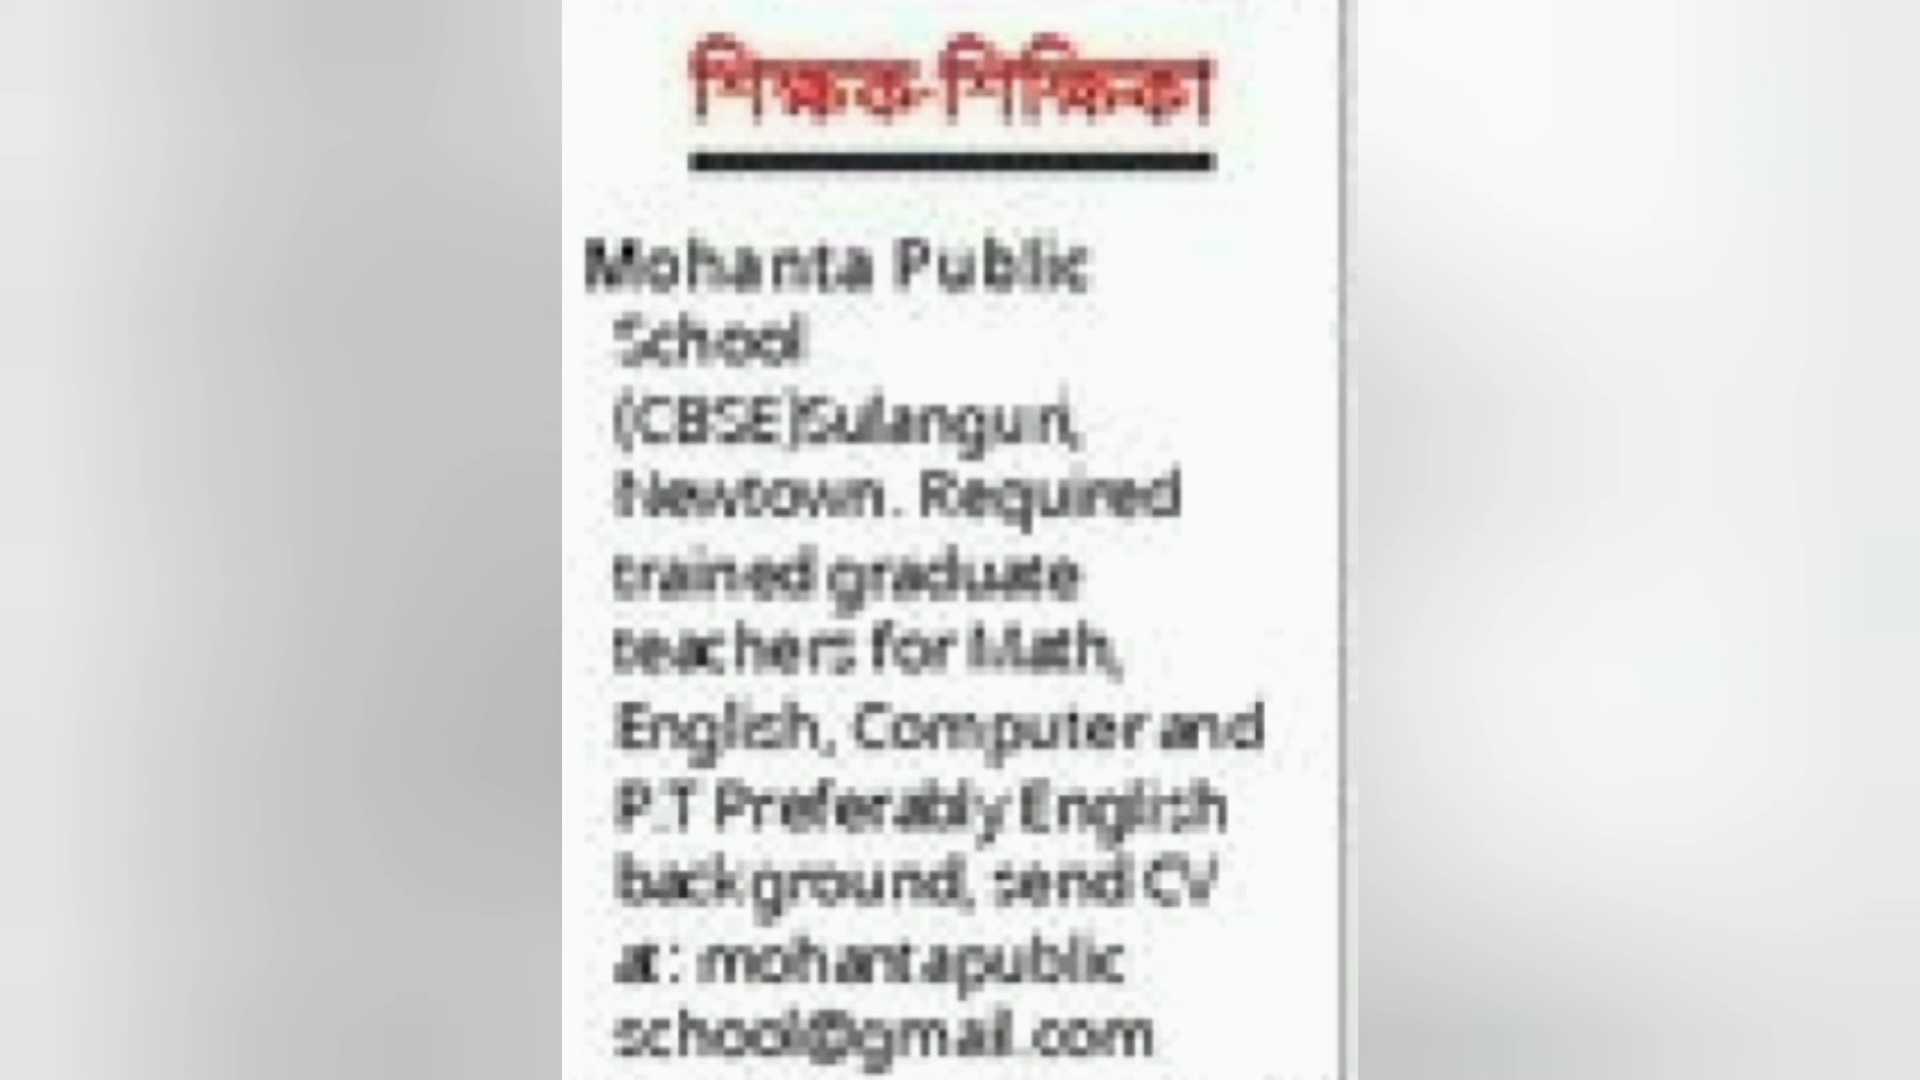 শিক্ষক-শিক্ষিকা
Mohanta Public
School
(CBSE)Sulanguri,
Newtown. Required
trained graduate
teachers for Math,
English, Computer and
P.T Preferably English
background, send CV
at: mohantapublic
school@gmail.com